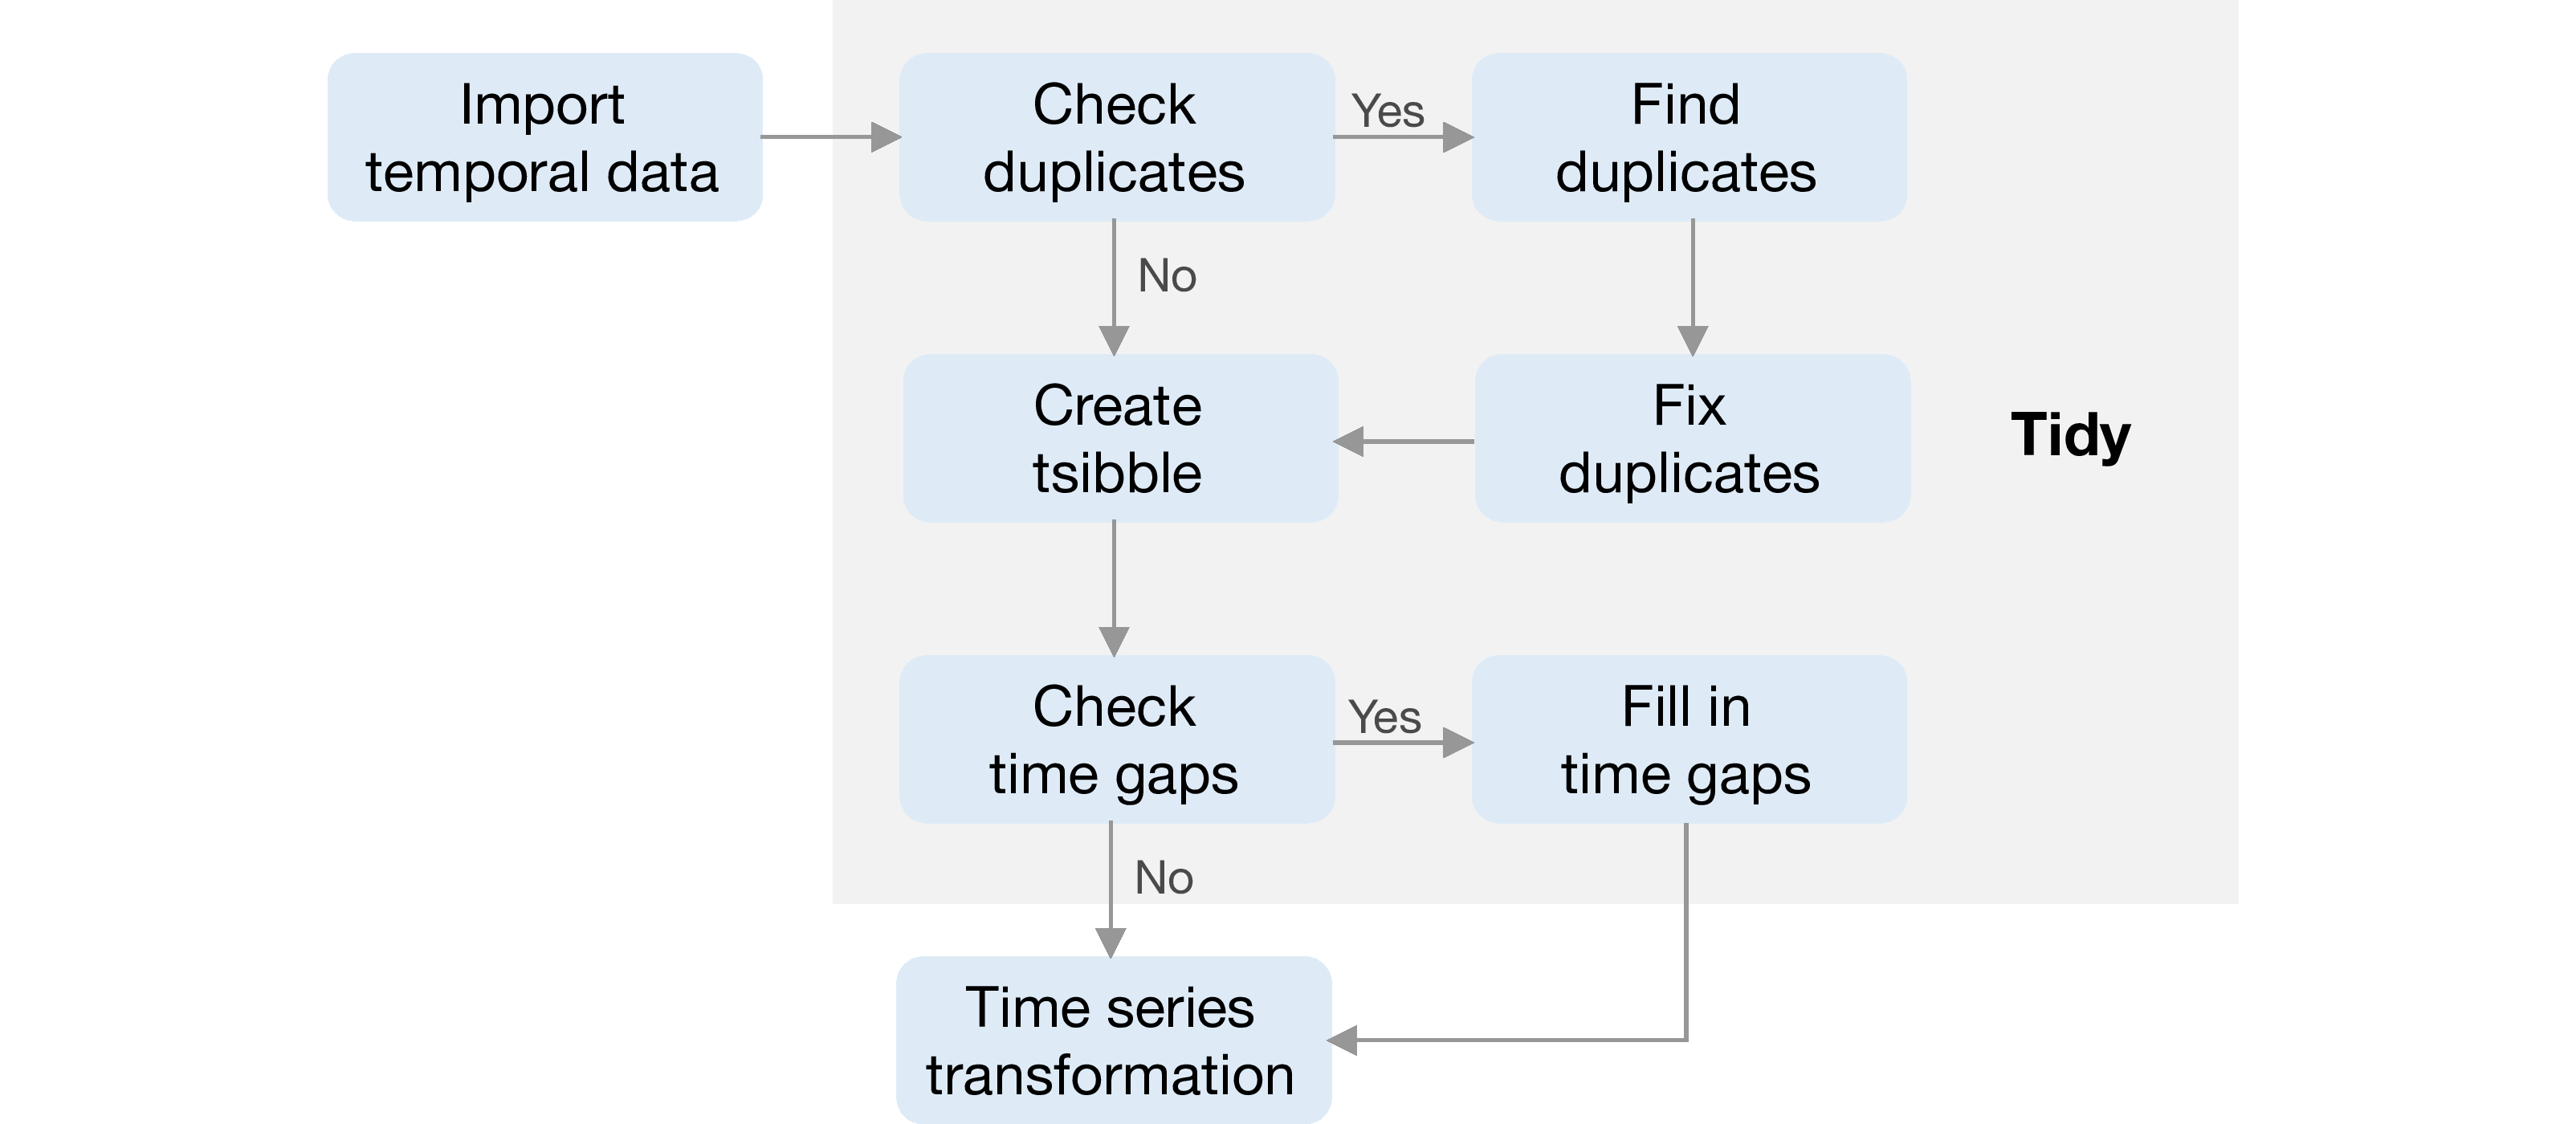 Import
temporal data
Check
duplicates
Yes
Find
duplicates
No
Create
tsibble
Fix
duplicates
Tidy
Check
time gaps
Yes
Fill in
time gaps
No
Time series
transformation